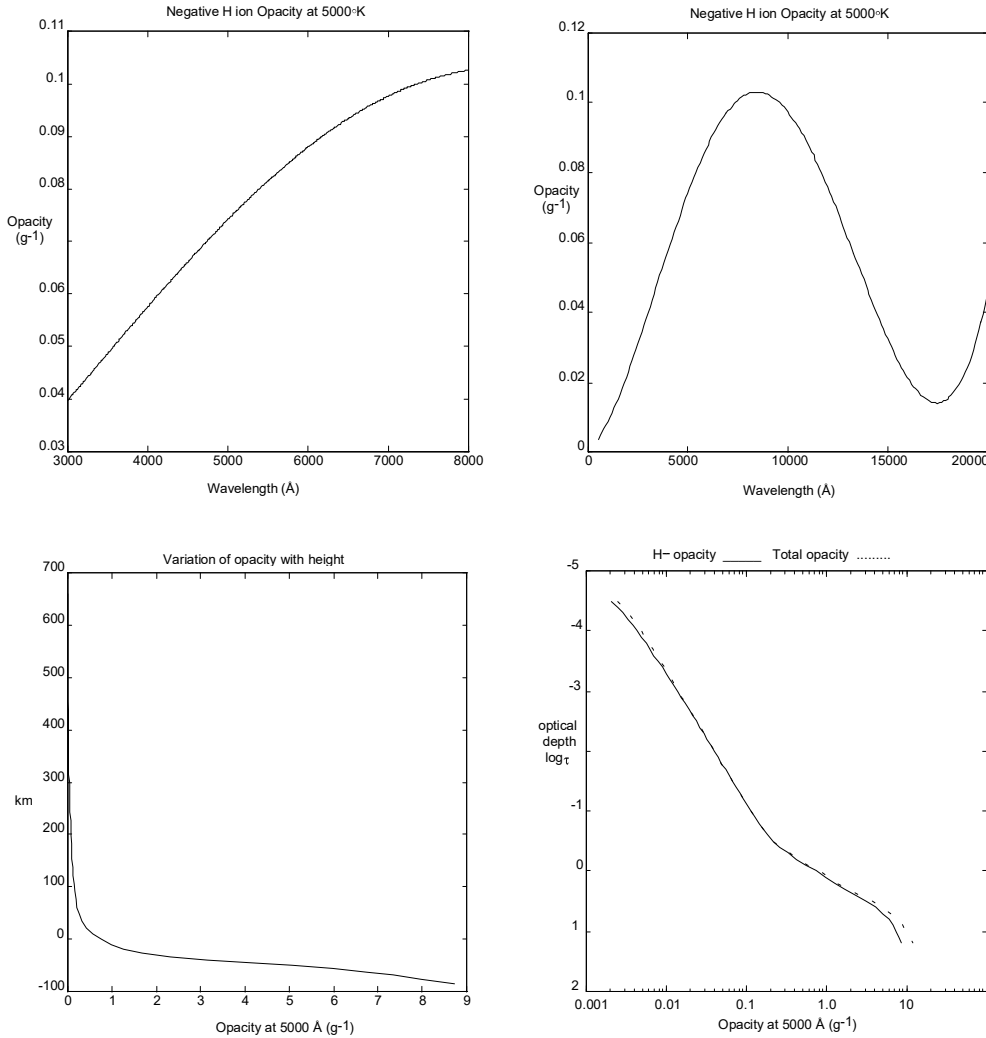 Negative H ion Opacity at 5000°K
0.11
0.1
0.09
0.08
Opacity
(g-1)
0.06
0.05
0.04
0.03
3000 4000 5000 6000 7000 8000
Wavelength (Å)
Negative H ion Opacity at 5000°K
0.12
0.1
0.08
Opacity
(g-1)
0.06
0.04
0.02
0
0 5000 10000 15000 20000
Wavelength (Å)
Variation of opacity with height
700
600
500
400
300
km
200
100
0
-100
0 1 2 3 4 5 6 7 8 9
Opacity at 5000 Å (g-1)
H− opacity _____ Total opacity .........
-5
-4
-3
optical
depth
logτ
-1
0
1
2
0.001 0.01 0.1 1.0 10
Opacity at 5000 Å (g-1)